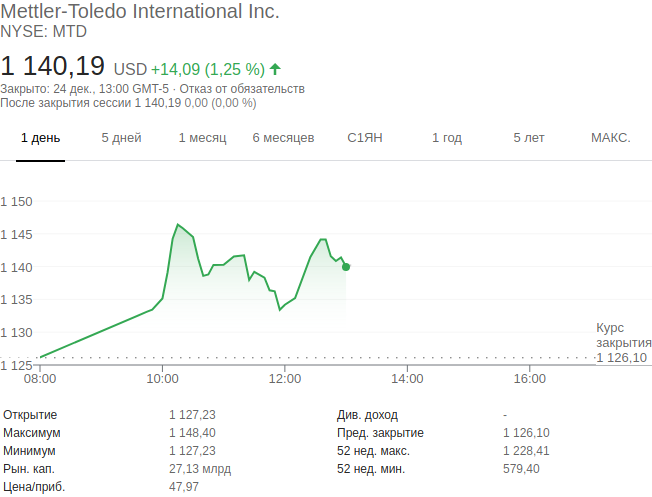 Mettler-Toledo International Inc.
NYSE: MTD
1 140,19 USD +14,09 (1,25 %)
Закрыто: 24 дек., 13:00 GMT-5 · Отказ от обязательств
После закрытия сессии 1 140,19 0,00 (0,00 %)
1 день 5 дней 1 месяц 6 месяцев С1ЯН 1 год 5 лет МАКС.
1 150
1 145
1 140
1 135
1 130
1 125
Курс
закрытия
1 126,10
08:00 10:00 12:00 14:00 16:00
Открытие 1 127,23 Див. доход -
Максимум 1 148,40 Пред. закрытие 1 126,10
Минимум 1 127,23 52 нед. макс. 1 228,41
Рын. кап. 27,13 млрд 52 нед. мин. 579,40
Цена/приб. 47,97